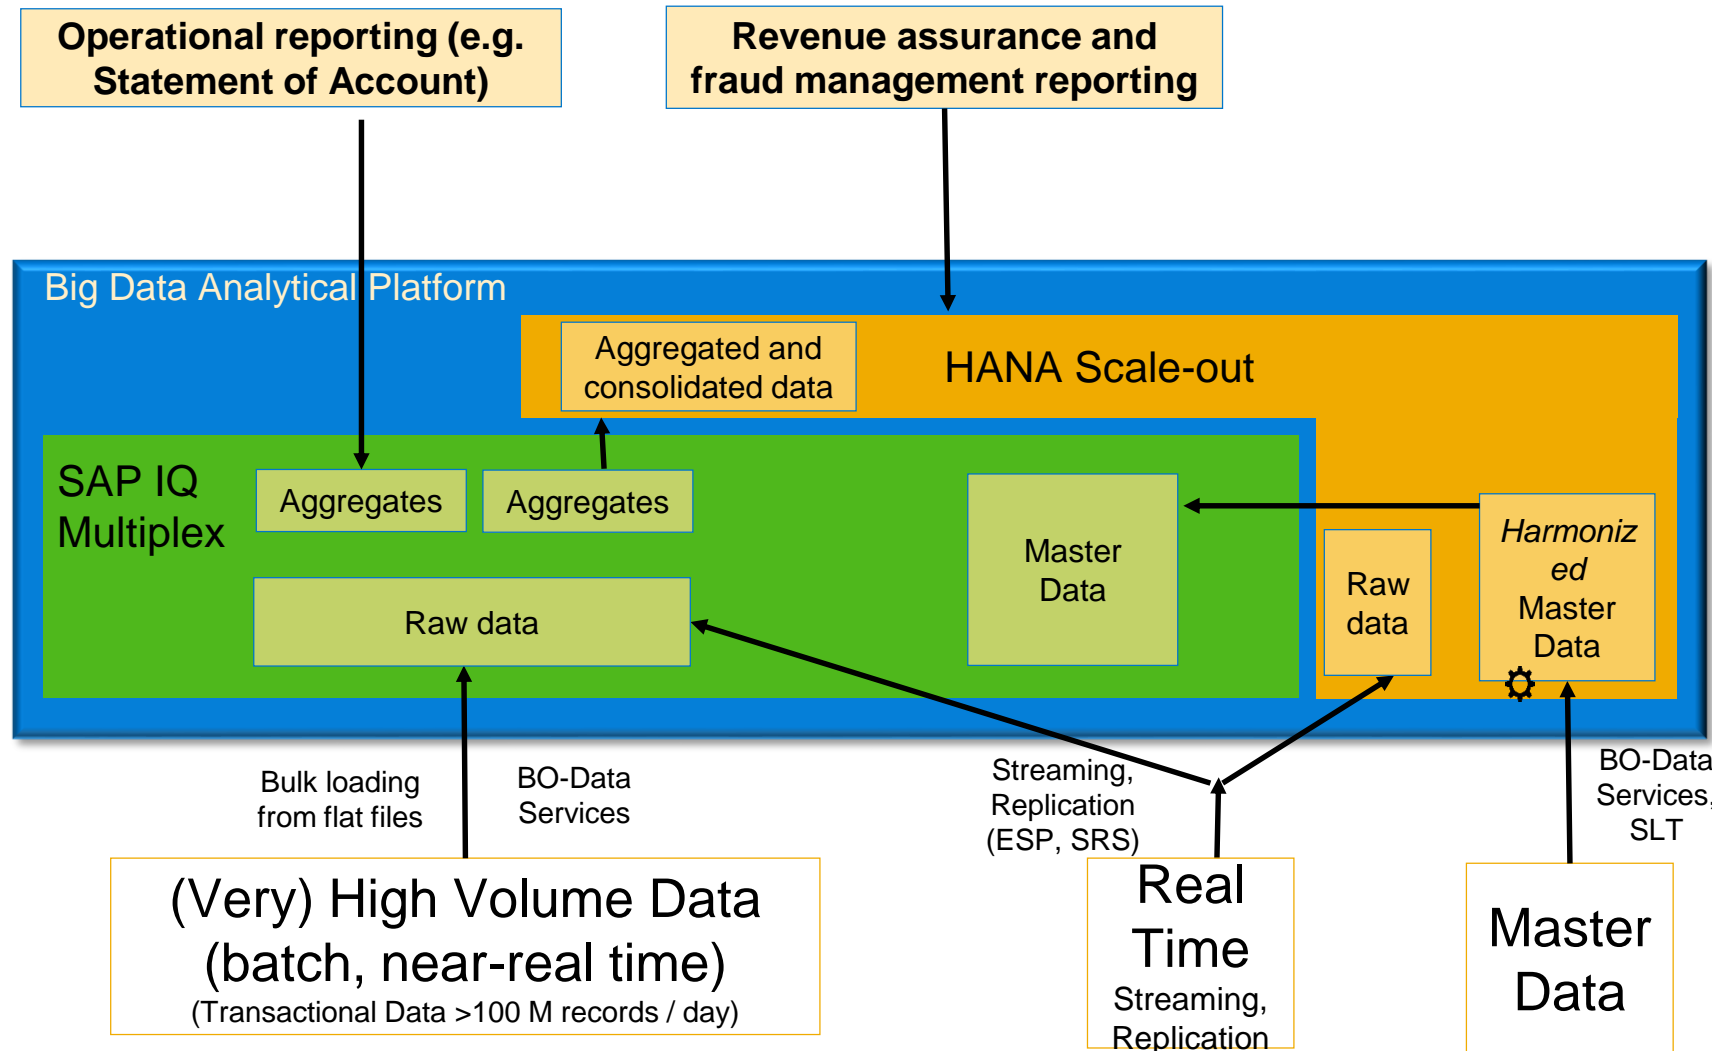 Operational reporting (e.g.
Statement of Account)
Revenue assurance and
fraud management reporting
Big Data Analytical Platform
Aggregated and
consolidated data
HANA Scale-out
SAP IQ
Multiplex
Aggregates
Aggregates
Master
Data
Raw data
Raw
data
Harmoniz
ed
Master
Data
Bulk loading
from flat files
BO-Data
Services
Streaming,
Replication
(ESP, SRS)
BO-Data
Services,
SLT
(Very) High Volume Data
(batch, near-real time)
(Transactional Data >100 M records / day)
Real
Time
Streaming,
Replication
Master
Data